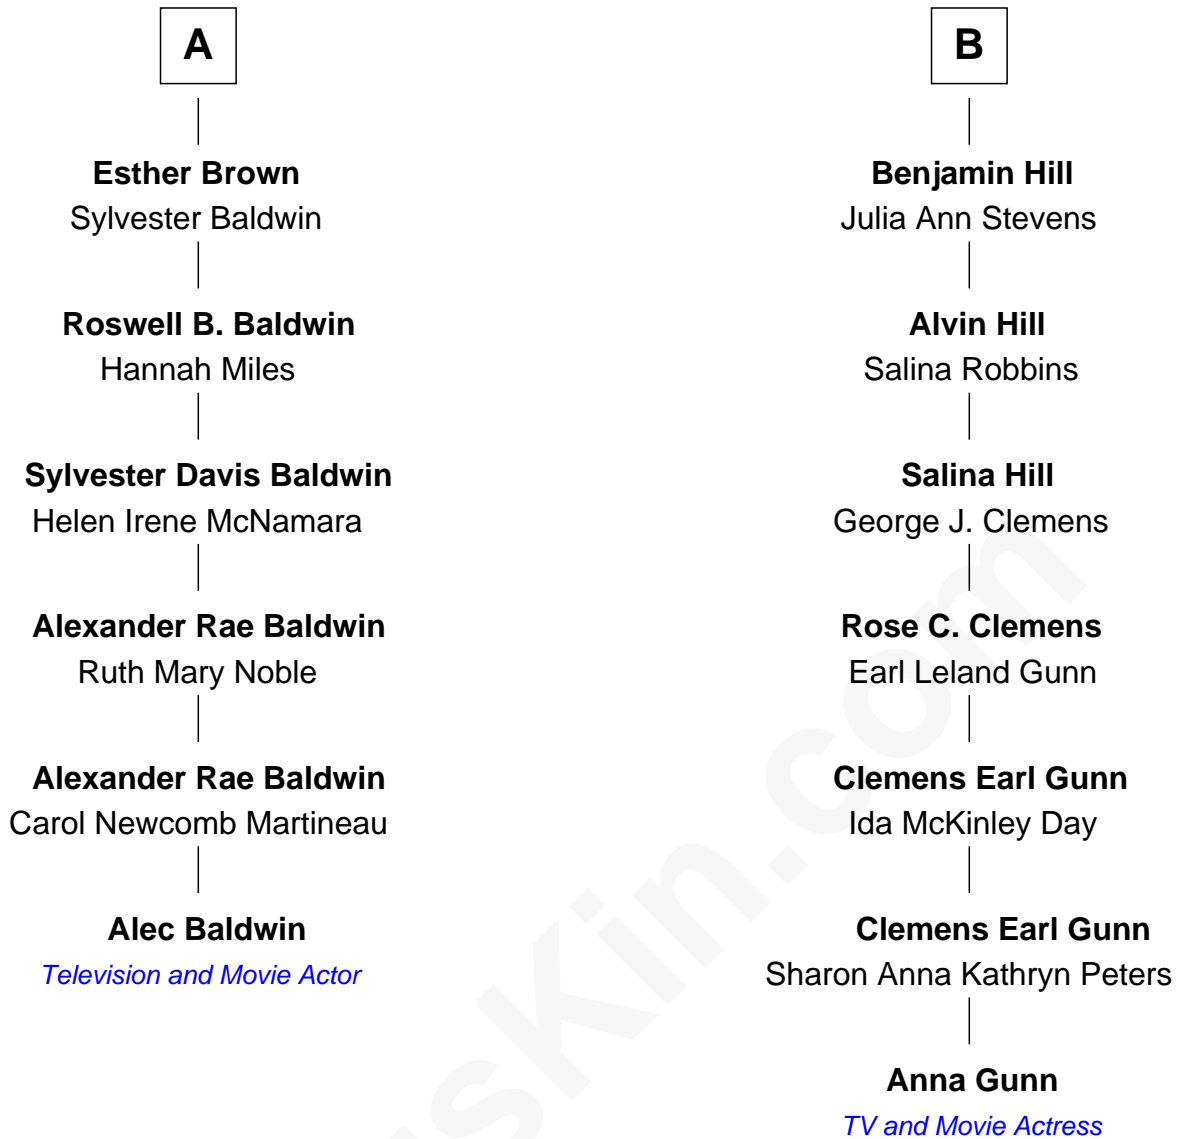 A
Esther Brown
Sylvester Baldwin
Roswell B. Baldwin
Hannah Miles
Sylvester Davis Baldwin
Helen Irene McNamara
Alexander Rae Baldwin
Ruth Mary Noble
Alexander Rae Baldwin
Carol Newcomb Martineau
Alec Baldwin
Television and Movie Actor
B
Benjamin Hill
Julia Ann Stevens
Alvin Hill
Salina Robbins
Salina Hill
George J. Clemens
Rose C. Clemens
Earl Leland Gunn
Clemens Earl Gunn
Ida McKinley Day
Clemens Earl Gunn
Sharon Anna Kathryn Peters
Anna Gunn
TV and Movie Actress